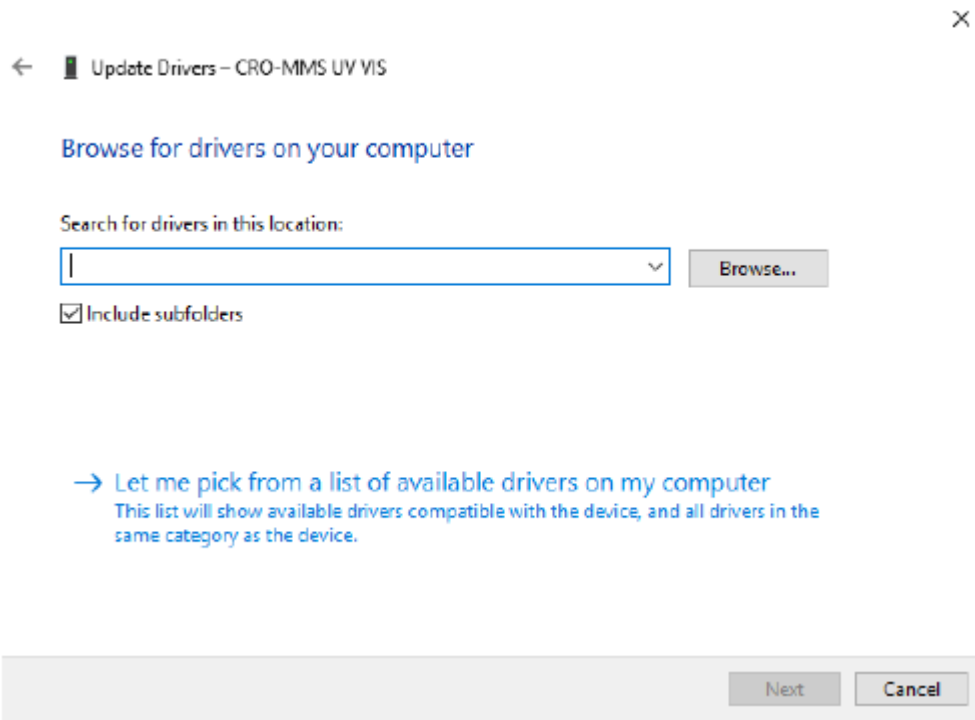 Update Drivers – CRO-MMS UV VIS
Browse for drivers on your computer
Search for drivers in this location:
Browse...
Include subfolders
Let me pick from a list of available drivers on my computer
This list will show available drivers compatible with the device, and all drivers in the
same category as the device.
Next
Cancel